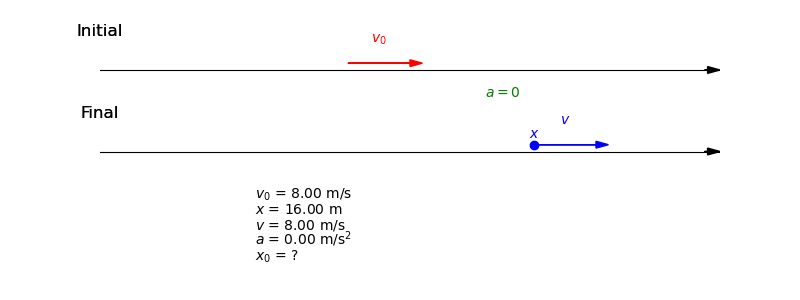 Initial
v₀
a = 0
Final
v
x
v₀ = 8.00 m/s
x = 16.00 m
v = 8.00 m/s
a = 0.00 m/s²
x₀ = ?